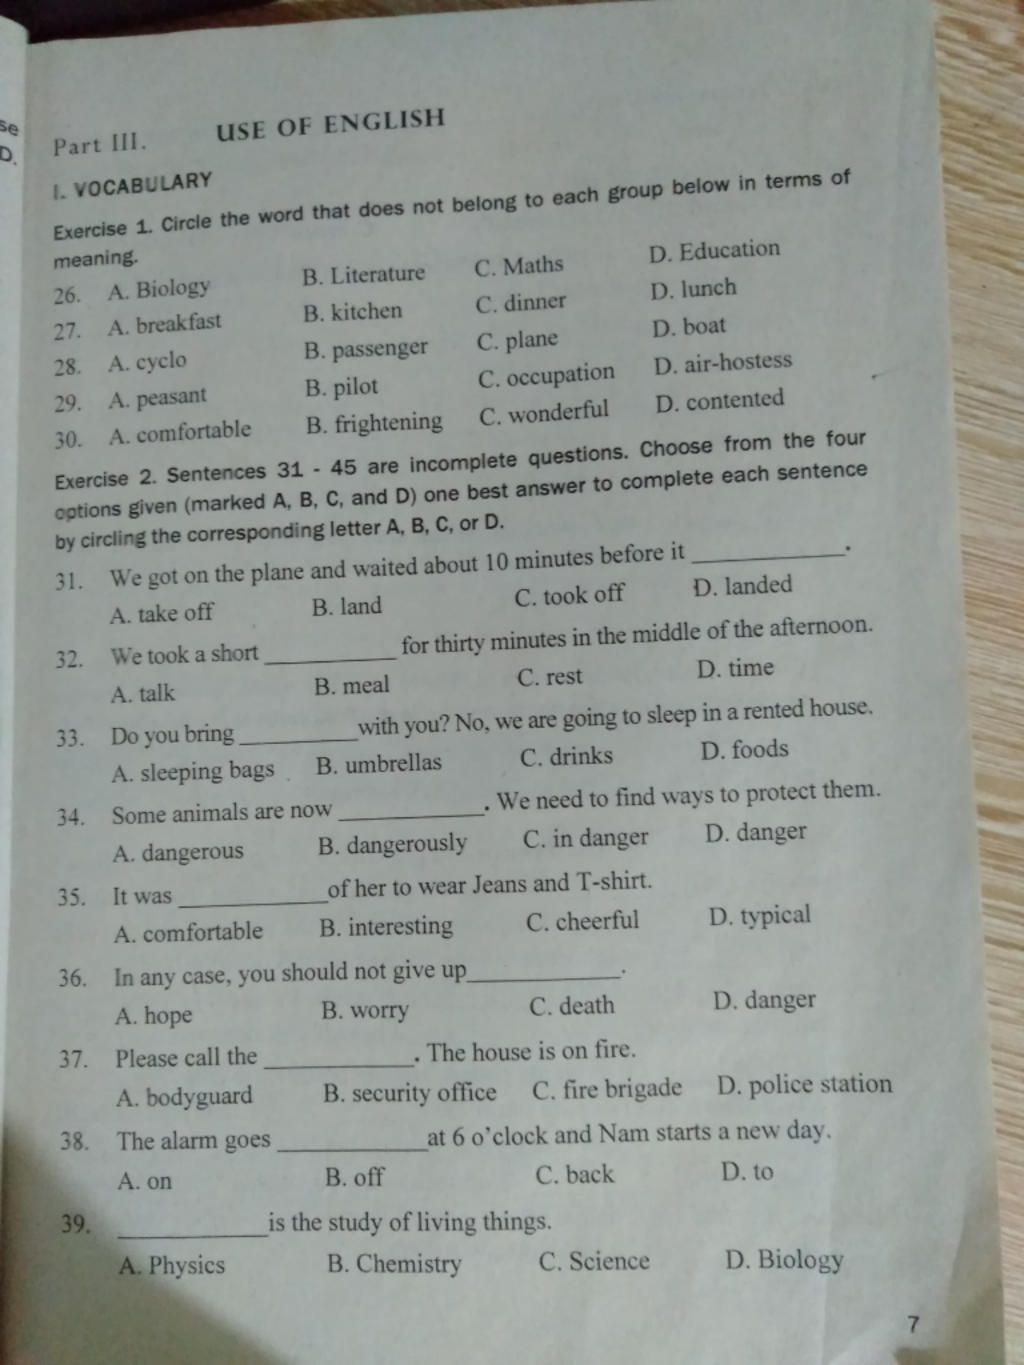 se
D.
Part III. USE OF ENGLISH
I. VOCABULARY
Exercise 1. Circle the word that does not belong to each group below in terms of
meaning.
26. A. Biology B. Literature C. Maths D. Education
27. A. breakfast B. kitchen C. dinner D. lunch
28. A. cyclo B. passenger C. plane D. boat
29. A. peasant B. pilot C. occupation D. air-hostess
30. A. comfortable B. frightening C. wonderful D. contented
Exercise 2. Sentences 31 - 45 are incomplete questions. Choose from the four
options given (marked A, B, C, and D) one best answer to complete each sentence
by circling the corresponding letter A, B, C, or D.
31. We got on the plane and waited about 10 minutes before it ____________.
A. take off B. land C. took off D. landed
32. We took a short ____________ for thirty minutes in the middle of the afternoon.
A. talk B. meal C. rest D. time
33. Do you bring ____________with you? No, we are going to sleep in a rented house.
A. sleeping bags B. umbrellas C. drinks D. foods
34. Some animals are now ____________. We need to find ways to protect them.
A. dangerous B. dangerously C. in danger D. danger
35. It was ____________of her to wear Jeans and T-shirt.
A. comfortable B. interesting C. cheerful D. typical
36. In any case, you should not give up____________.
A. hope B. worry C. death D. danger
37. Please call the ____________. The house is on fire.
A. bodyguard B. security office C. fire brigade D. police station
38. The alarm goes ____________at 6 o'clock and Nam starts a new day.
A. on B. off C. back D. to
39. ____________is the study of living things.
A. Physics B. Chemistry C. Science D. Biology
7